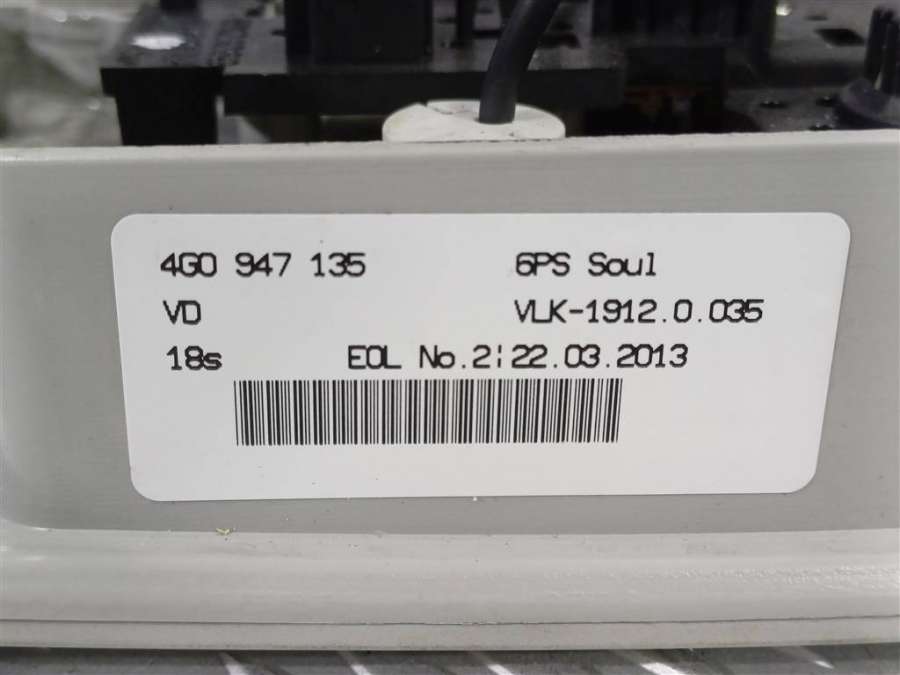 4G0 947 135 6PS Soul
VD VLK-1912.0.035
18s EOL No.2¦22.03.2013